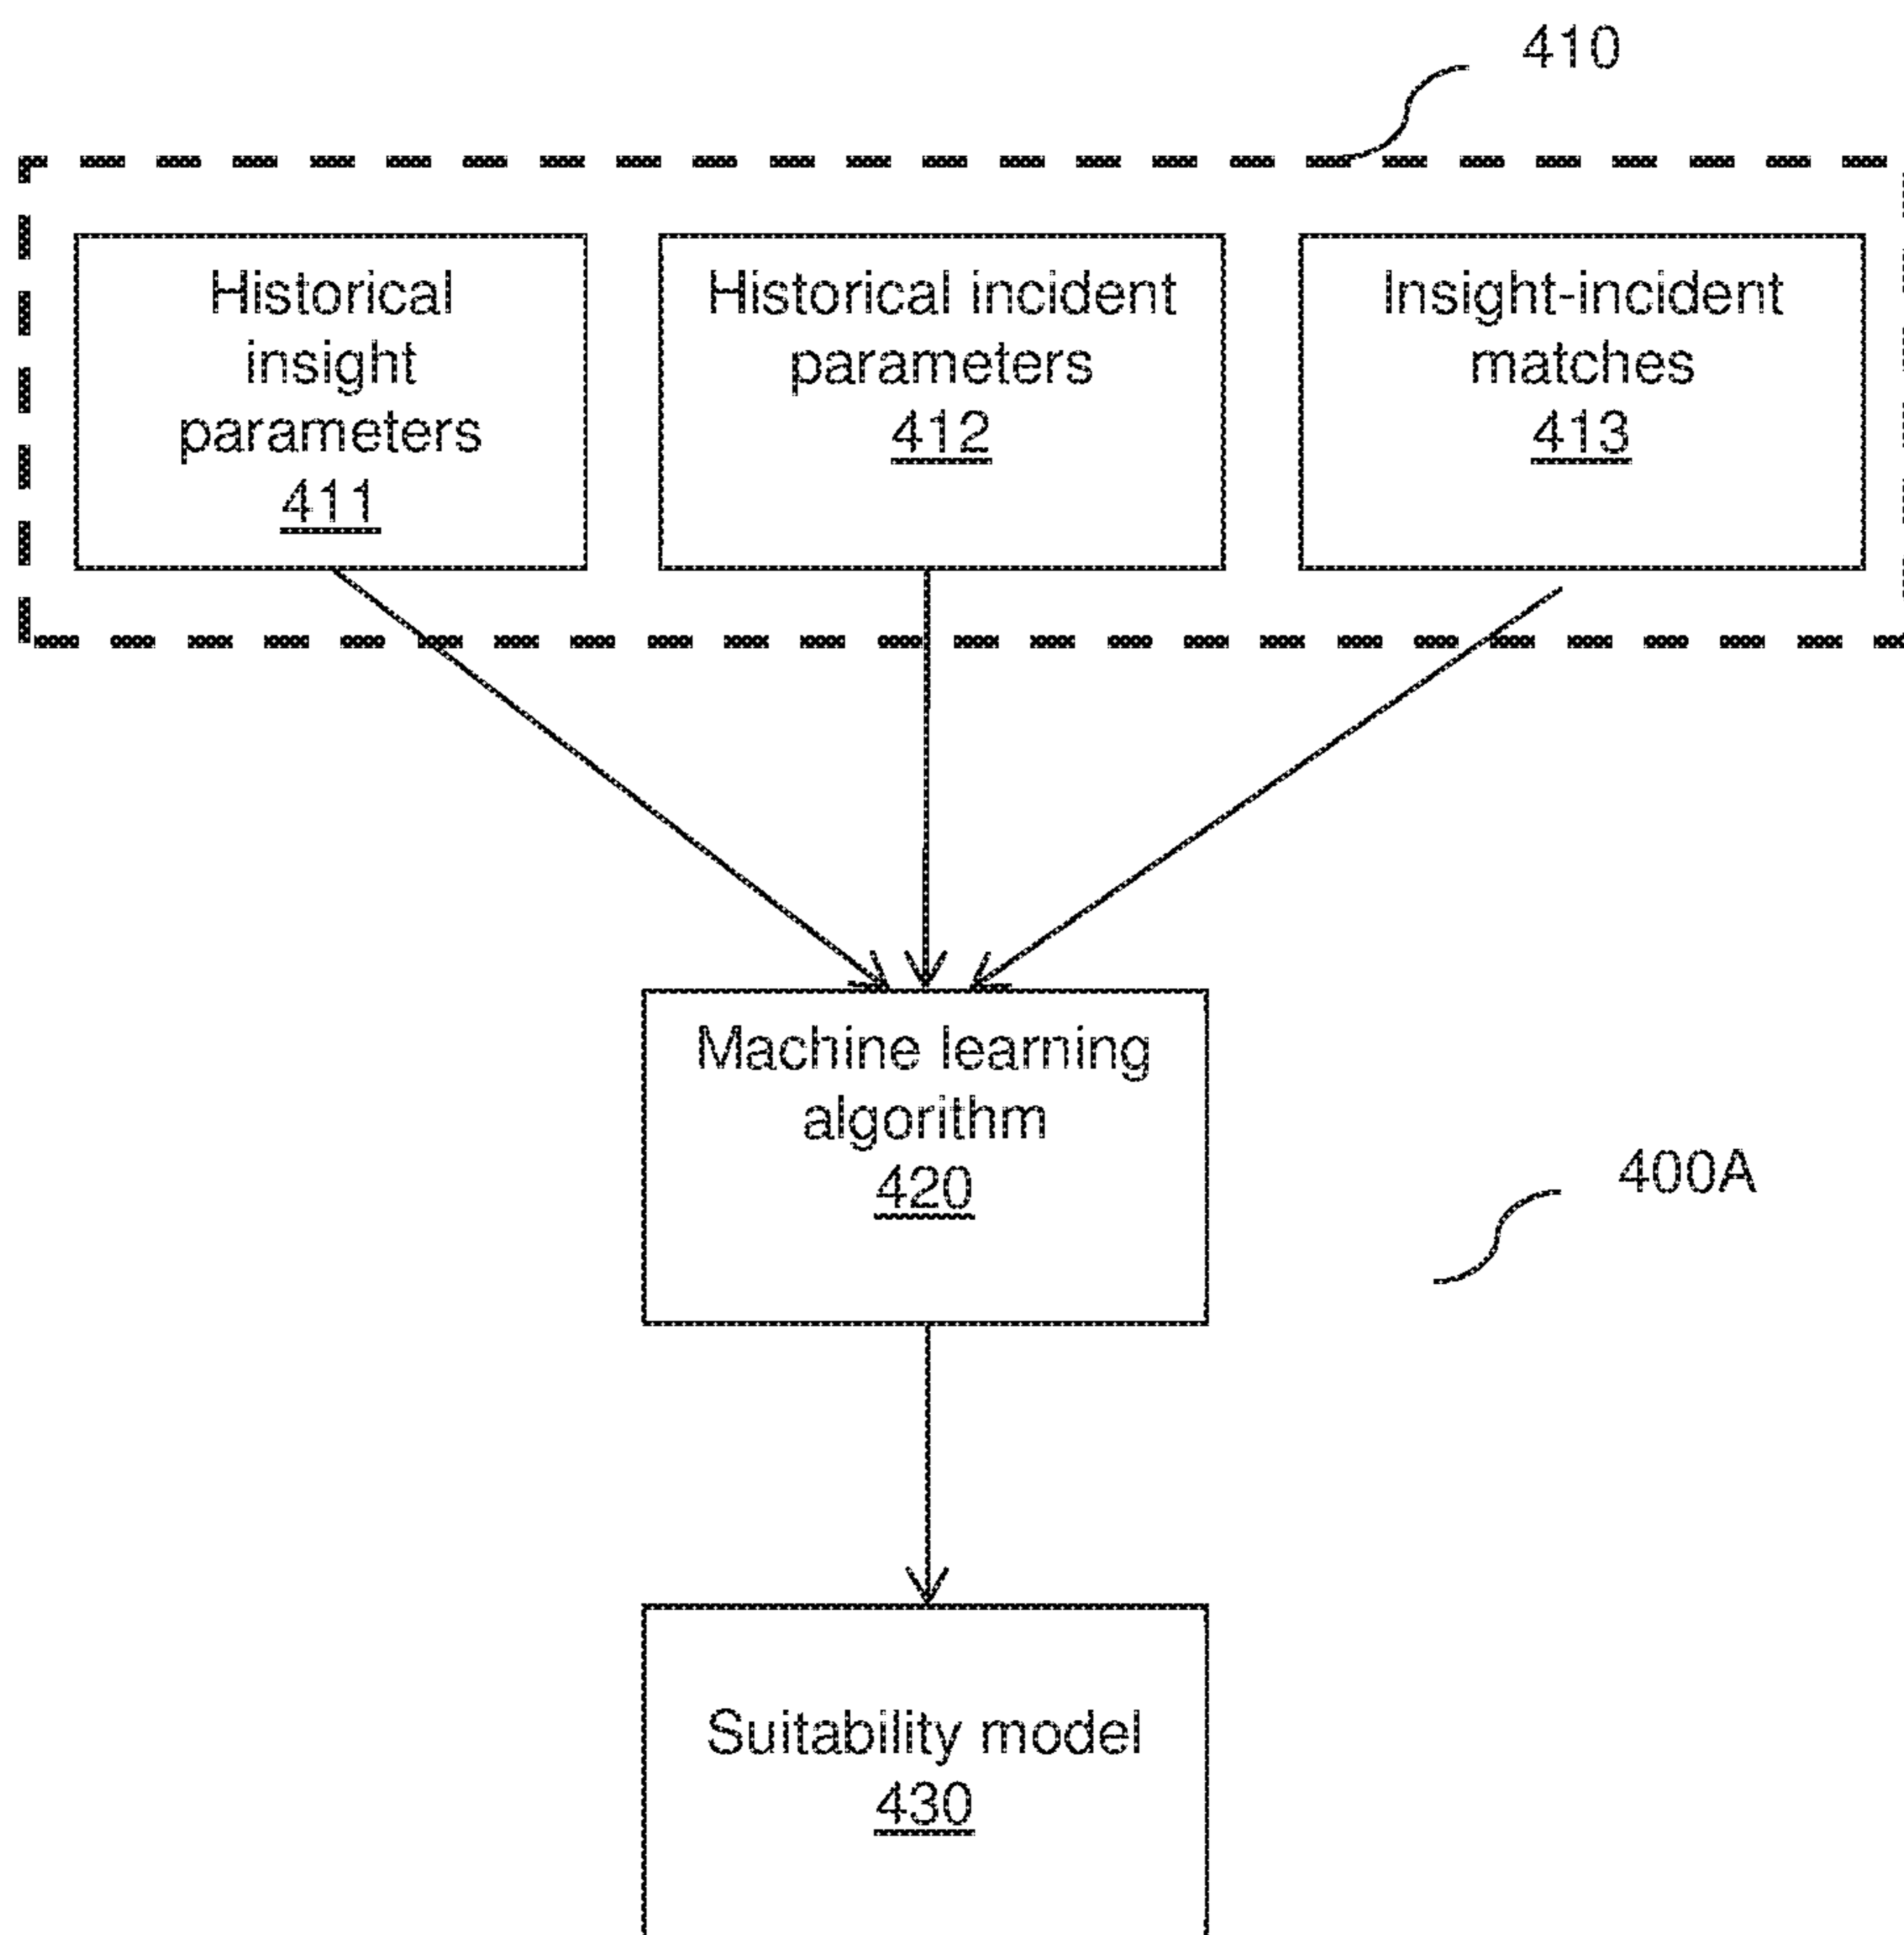 410
Historical
insight
parameters
411
Historical incident
parameters
412
Insight-incident
matches
413
Machine learning
algorithm
420
400A
Suitability model
430